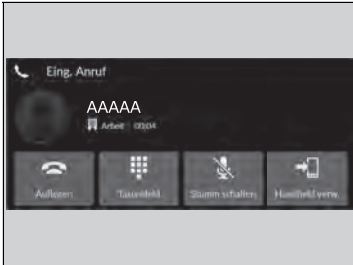 Eing. Anruf
AAAAA
Arbeit 00:04
Auflegen Tastenfeld Stumm schalten Handheld verw.